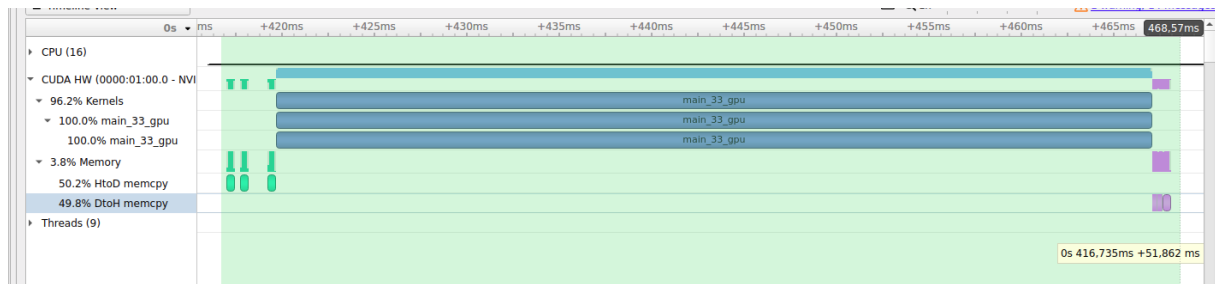 Timeline View
0s ms +420ms +425ms +430ms +435ms +440ms +445ms +450ms +455ms +460ms +465ms 468,57ms
CPU (16)
CUDA HW (0000:01:00.0 - NVI
96.2% Kernels main_33_gpu
100.0% main_33_gpu main_33_gpu
100.0% main_33_gpu main_33_gpu
3.8% Memory
50.2% HtoD memcpy
49.8% DtoH memcpy
Threads (9)
0s 416,735ms +51,862 ms